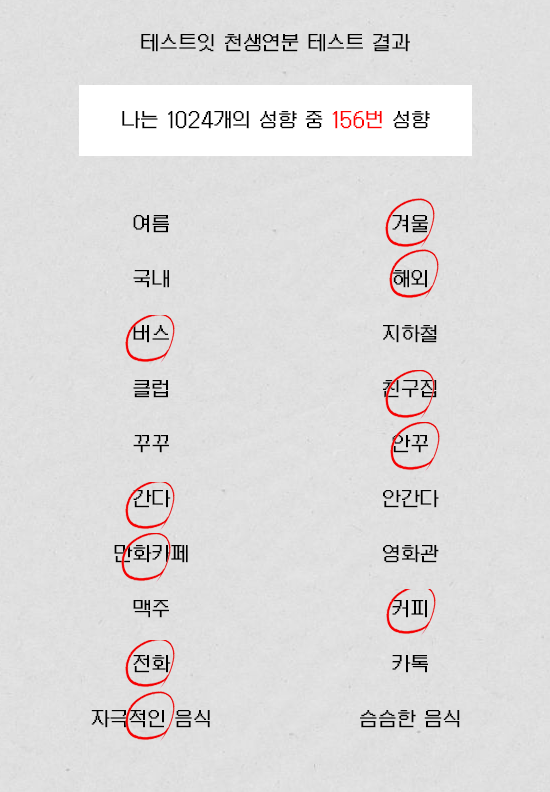 테스트잇 천생연분 테스트 결과
나는 1024개의 성향 중 156번 성향
여름 겨울
국내 해외
버스 지하철
클럽 친구집
꾸꾸 안꾸
간다 안간다
만화카페 영화관
맥주 커피
전화 카톡
자극적인 음식 슴슴한 음식